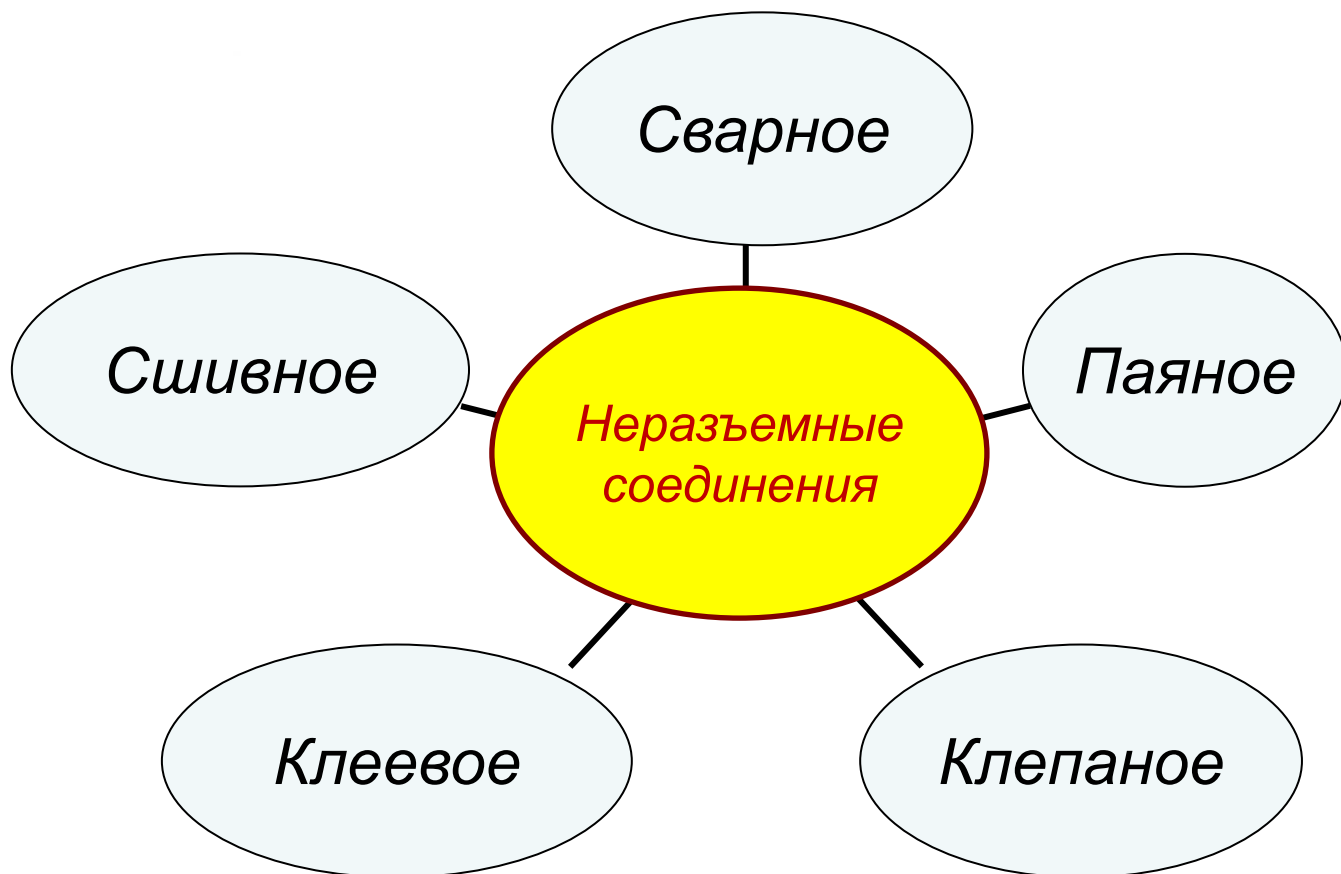 Сварное
Сшивное
Паяное
Неразъемные
соединения
Клеевое
Клепаное